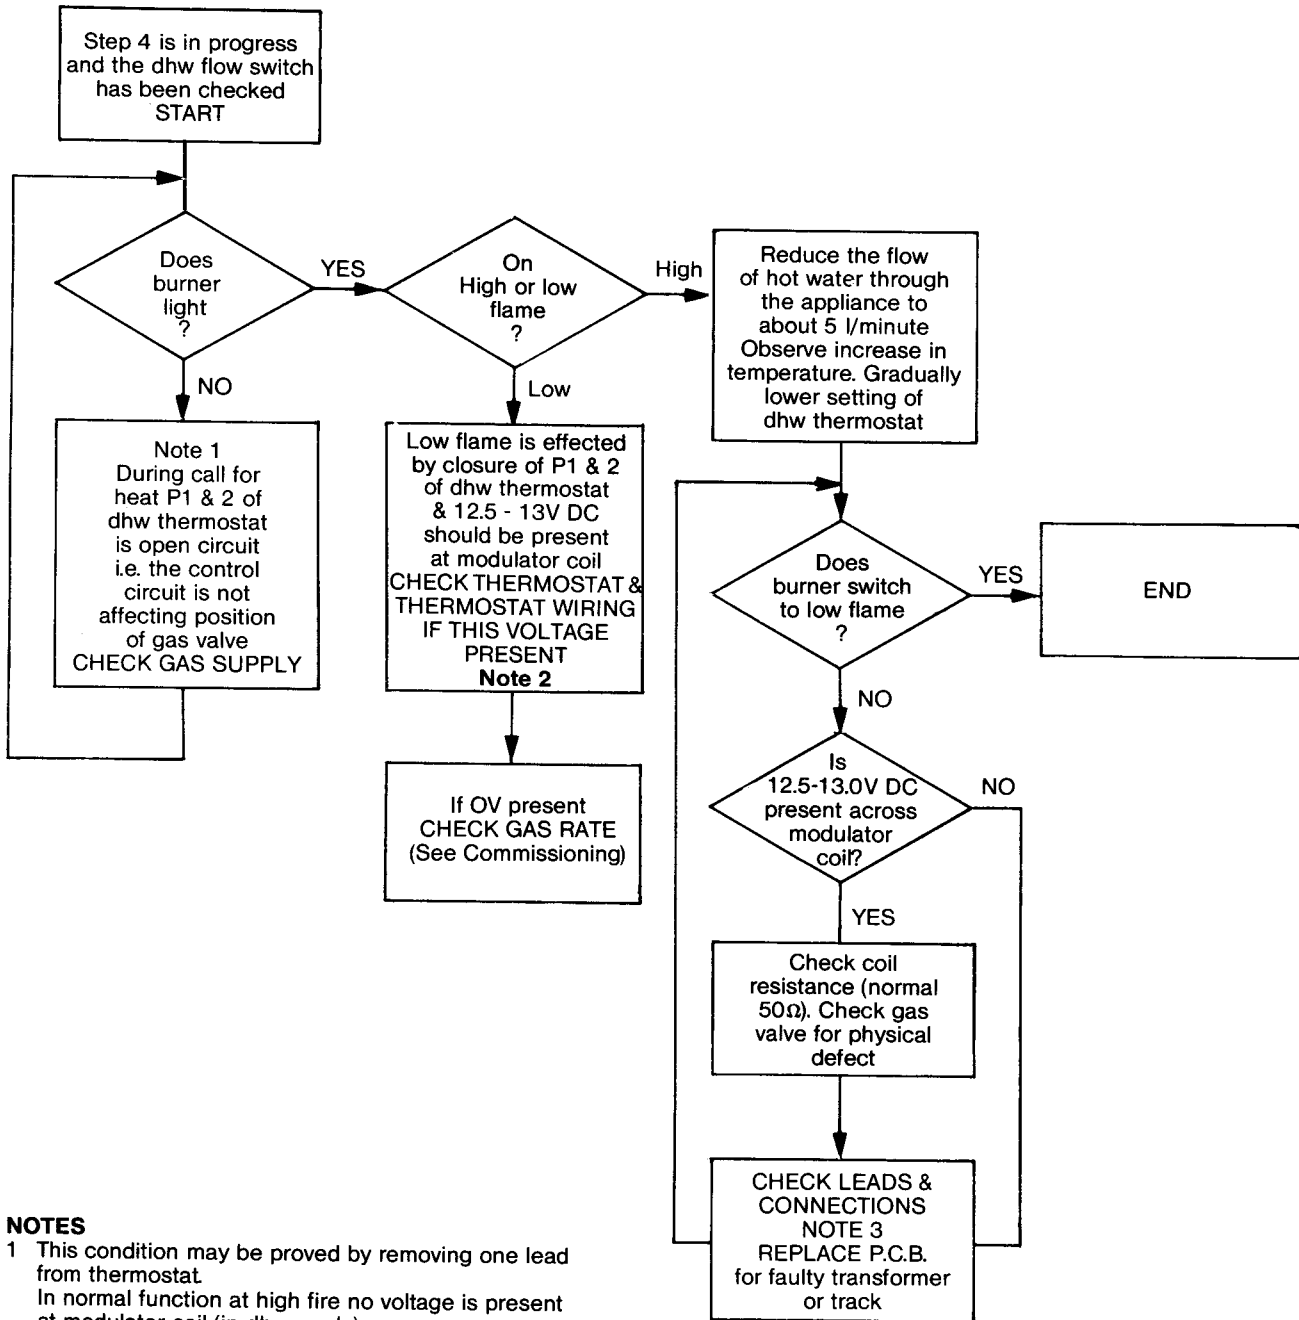 Step 4 is in progress
and the dhw flow switch
has been checked
START
Does
burner
light
?
YES
NO
Note 1
During call for
heat P1 & 2 of
dhw thermostat
is open circuit
i.e. the control
circuit is not
affecting position
of gas valve
CHECK GAS SUPPLY
On
High or low
flame
?
High
Low
Low flame is effected
by closure of P1 & 2
of dhw thermostat
& 12.5 - 13V DC
should be present
at modulator coil
CHECK THERMOSTAT &
THERMOSTAT WIRING
IF THIS VOLTAGE
PRESENT
Note 2
If OV present
CHECK GAS RATE
(See Commissioning)
Reduce the flow
of hot water through
the appliance to
about 5 l/minute
Observe increase in
temperature. Gradually
lower setting of
dhw thermostat
Does
burner switch
to low flame
?
YES
END
NO
Is
12.5-13.0V DC
present across
modulator
coil?
NO
YES
Check coil
resistance (normal
50Ω). Check gas
valve for physical
defect
CHECK LEADS &
CONNECTIONS
NOTE 3
REPLACE P.C.B.
for faulty transformer
or track
NOTES
1 This condition may be proved by removing one lead
from thermostat.
In normal function at high fire no voltage is present